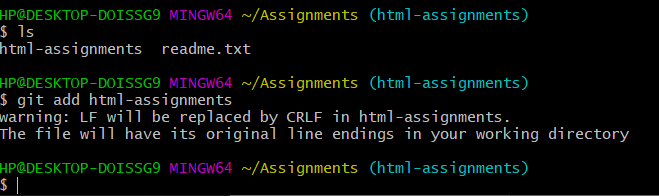 HP@DESKTOP-DOISSG9 MINGW64 ~/Assignments (html-assignments)
$ ls
html-assignments  readme.txt
HP@DESKTOP-DOISSG9 MINGW64 ~/Assignments (html-assignments)
$ git add html-assignments
warning: LF will be replaced by CRLF in html-assignments.
The file will have its original line endings in your working directory
HP@DESKTOP-DOISSG9 MINGW64 ~/Assignments (html-assignments)
$